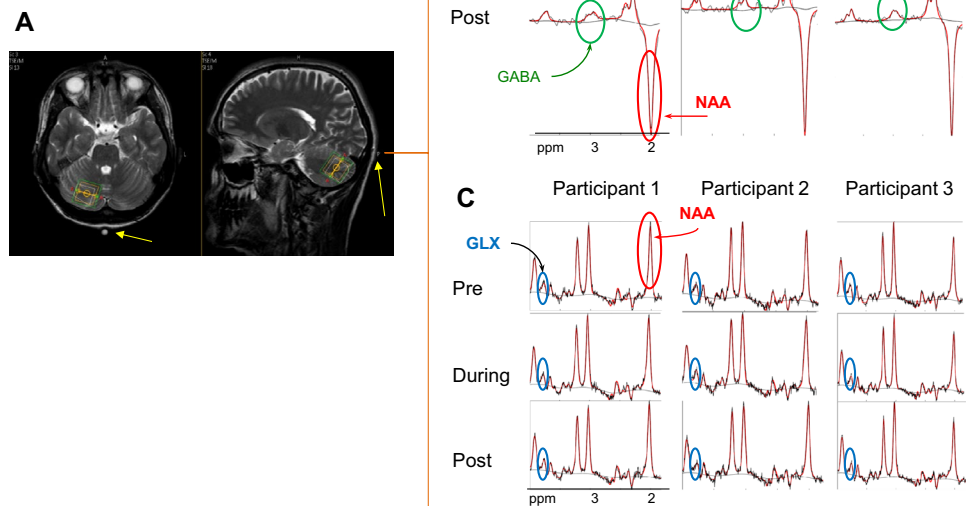 A
A
H
L
Post
GABA
NAA
ppm 3 2
C
Participant 1 Participant 2 Participant 3
NAA
GLX
Pre
During
Post
ppm 3 2